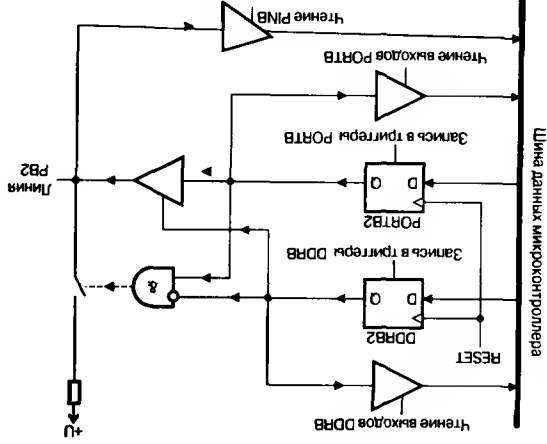 Чтение выходов DDRB
+U
RESET
DDRB2
D Q
&
Запись в триггеры DDRB
PORTB2
D Q
Линия
PB2
Запись в триггеры PORTB
Чтение выходов PORTB
Чтение PINB
Шина данных микроконтроллера